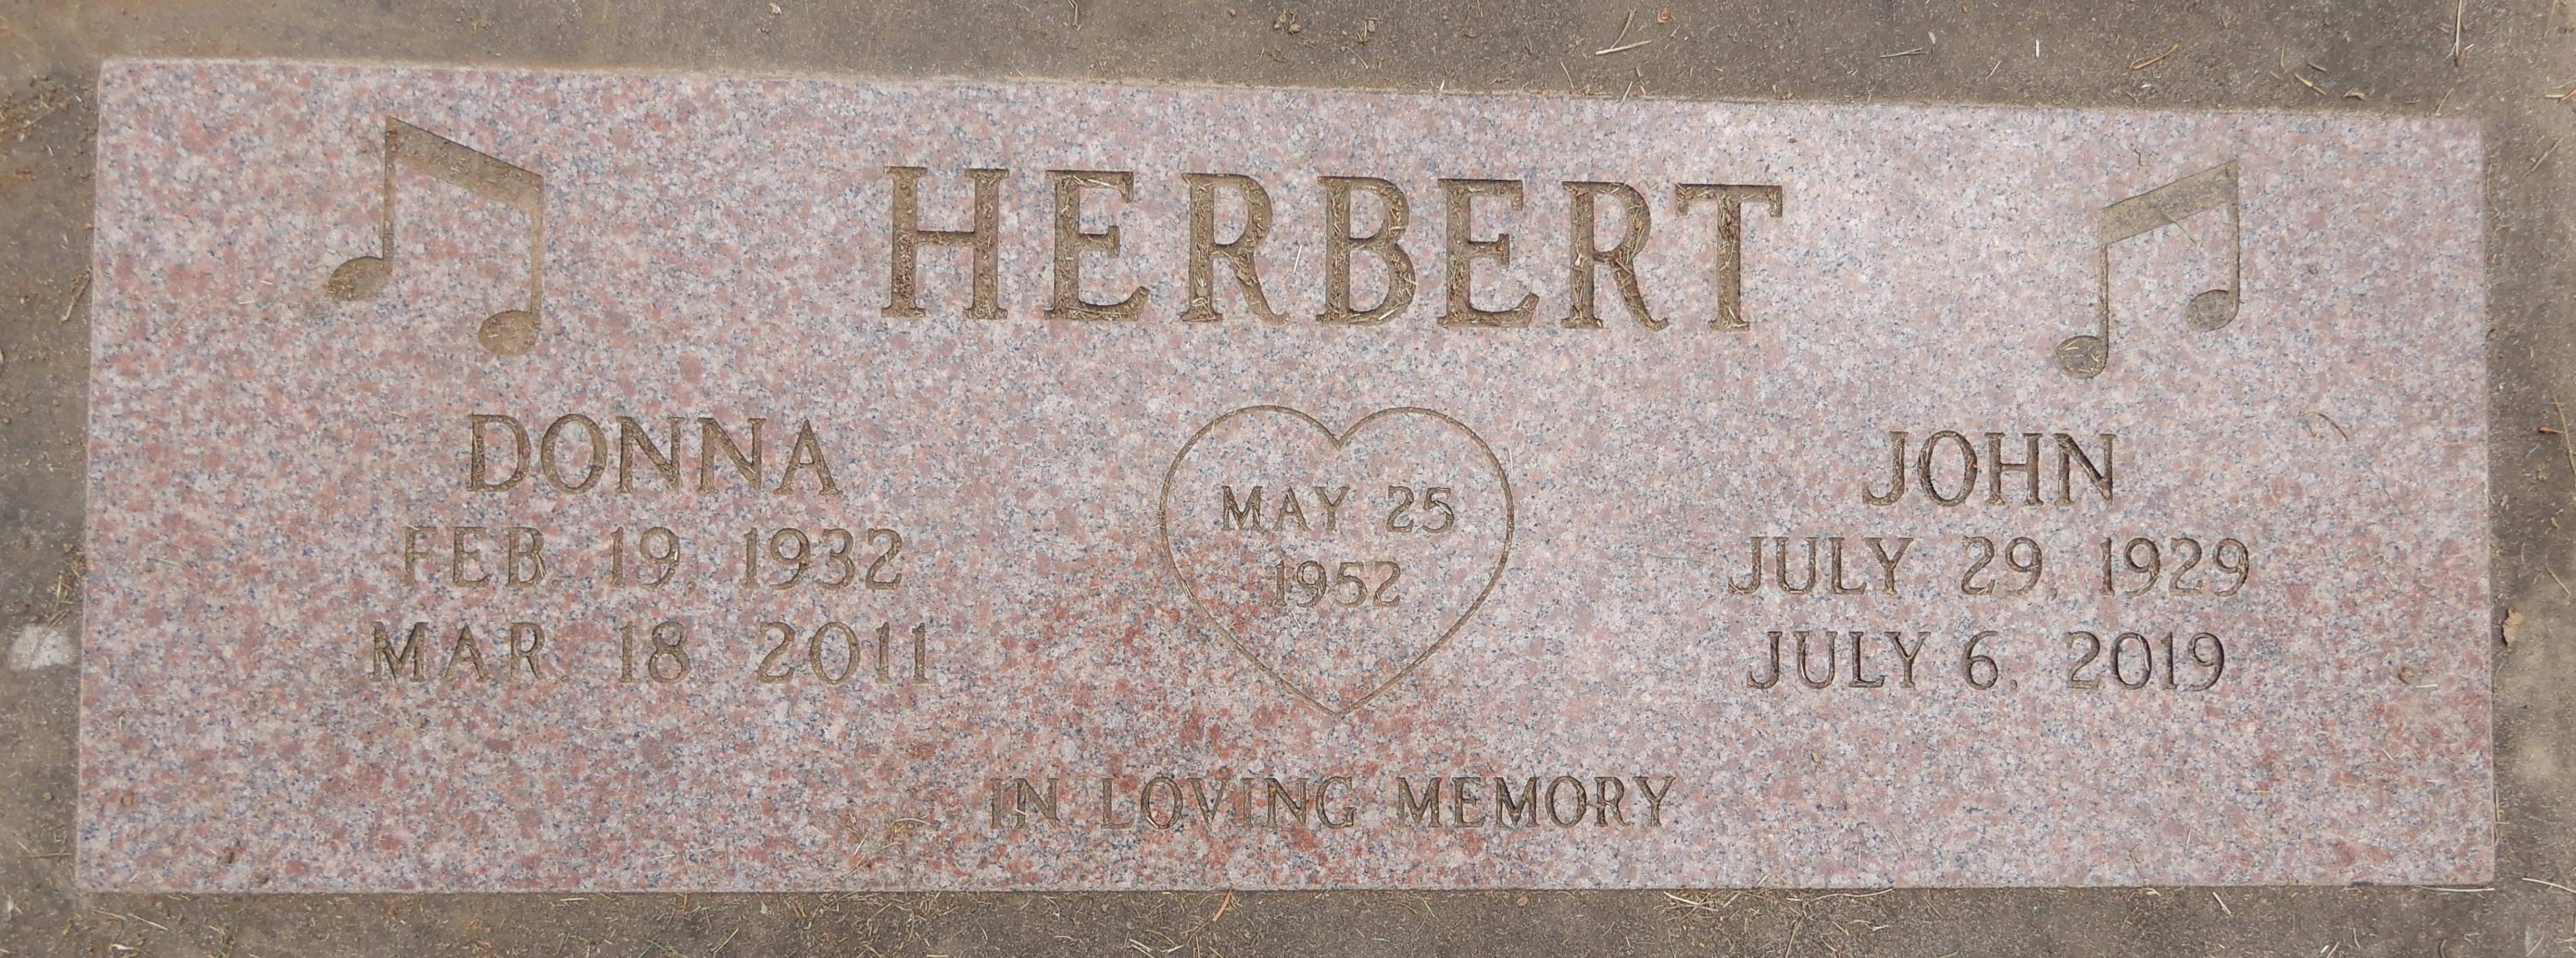 HERBERT
DONNA
FEB. 19, 1932
MAR. 18, 2011
MAY 25
1952
JOHN
JULY 29, 1929
JULY 6, 2019
IN LOVING MEMORY